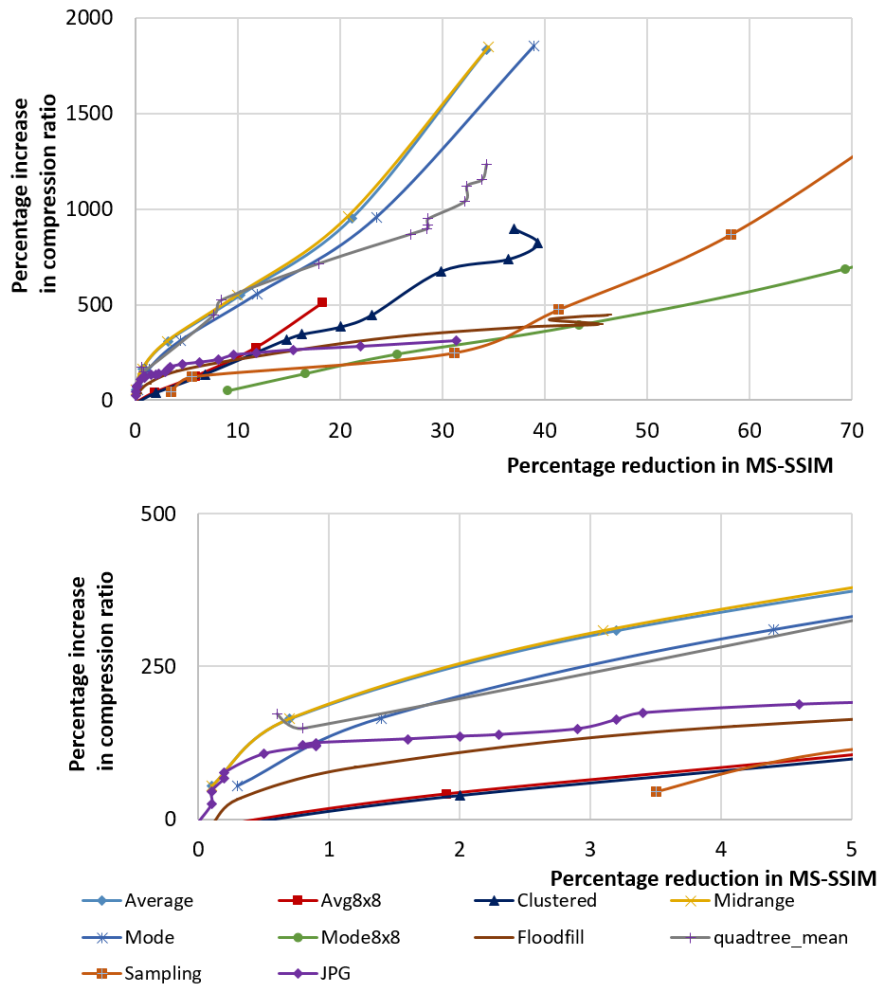 Percentage increase
in compression ratio
2000
1500
1000
500
0
0 10 20 30 40 50 60 70
Percentage reduction in MS-SSIM
Percentage increase
in compression ratio
500
250
0
0 1 2 3 4 5
Percentage reduction in MS-SSIM
Average Avg8x8 Clustered Midrange
Mode Mode8x8 Floodfill quadtree_mean
Sampling JPG